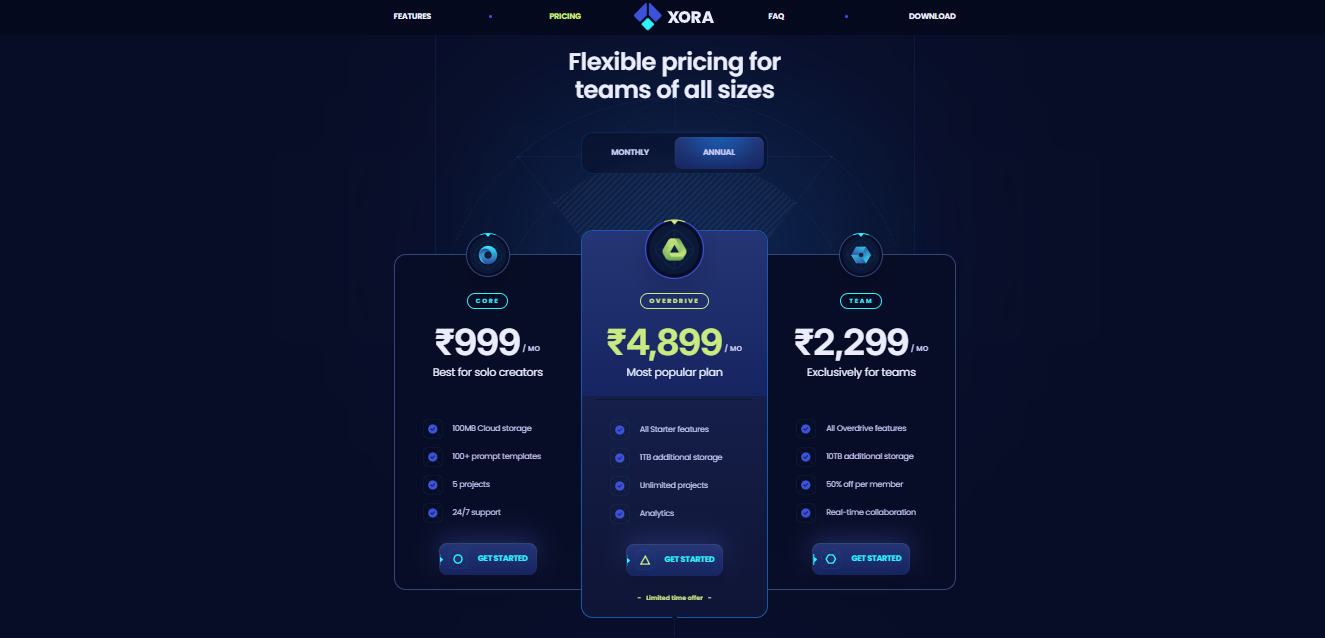 FEATURES
PRICING
XORA
FAQ
DOWNLOAD
Flexible pricing for
teams of all sizes
MONTHLY
ANNUAL
CORE
₹999 / MO
Best for solo creators
100MB Cloud storage
100+ prompt templates
5 projects
24/7 support
GET STARTED
OVERDRIVE
₹4,899 / MO
Most popular plan
All Starter features
1TB additional storage
Unlimited projects
Analytics
GET STARTED
- Limited time offer -
TEAM
₹2,299 / MO
Exclusively for teams
All Overdrive features
10TB additional storage
50% off per member
Real-time collaboration
GET STARTED